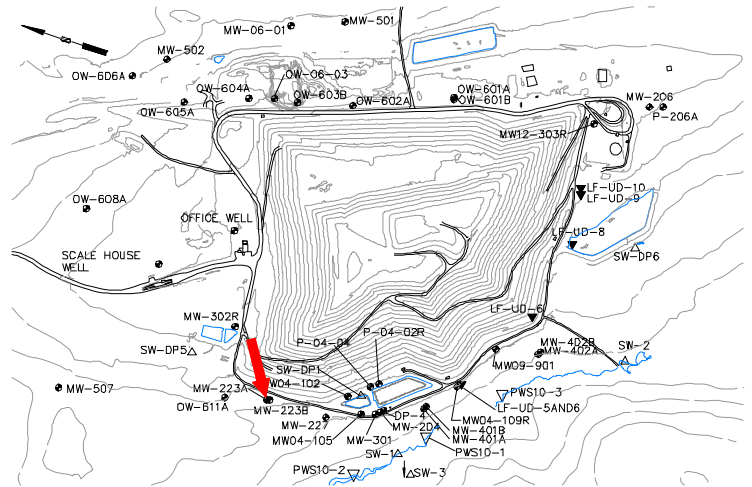 MW-06-01
MW-501
MW-502
OW-6D6A
OW-06-03
OW-604A
OW-603B
OW-605A
OW-602A
OW-601A
OW-601B
MW-206
P-206A
MW12-303R
LF-UD-10
LF-UD-9
OW-608A
OFFICE WELL
LF-UD-8
SW-DP6
SCALE HOUSE
WELL
MW-302R
LF-UD-6
P-04-04
P-04-02R
SW-DP5
MW-4D2B
MW-402A
SW-2
SW-DP1
MW09-901
MW-507
MW-223A
MW04-102
PWS10-3
OW-611A
MW-223B
LF-UD-5AND6
MW-227
DP-4
MW04-109R
MW-2D4
MW-401B
MW04-105
MW-301
MW-401A
SW-1
PWS10-1
PWS10-2
SW-3